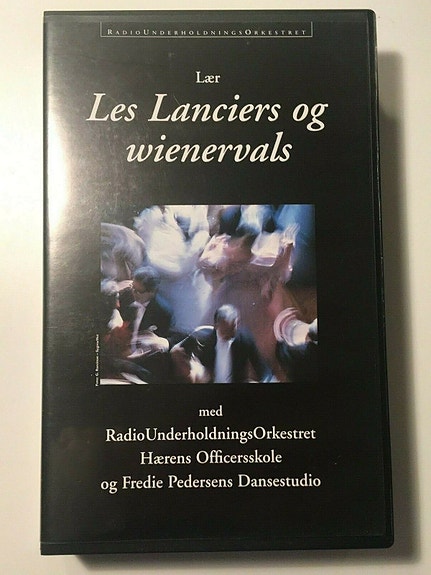 RadioUnderholdningsOrkestret
Lær
Les Lanciers og
wienervals
med
RadioUnderholdningsOrkestret
Hærens Officersskole
og Fredie Pedersens Dansestudio